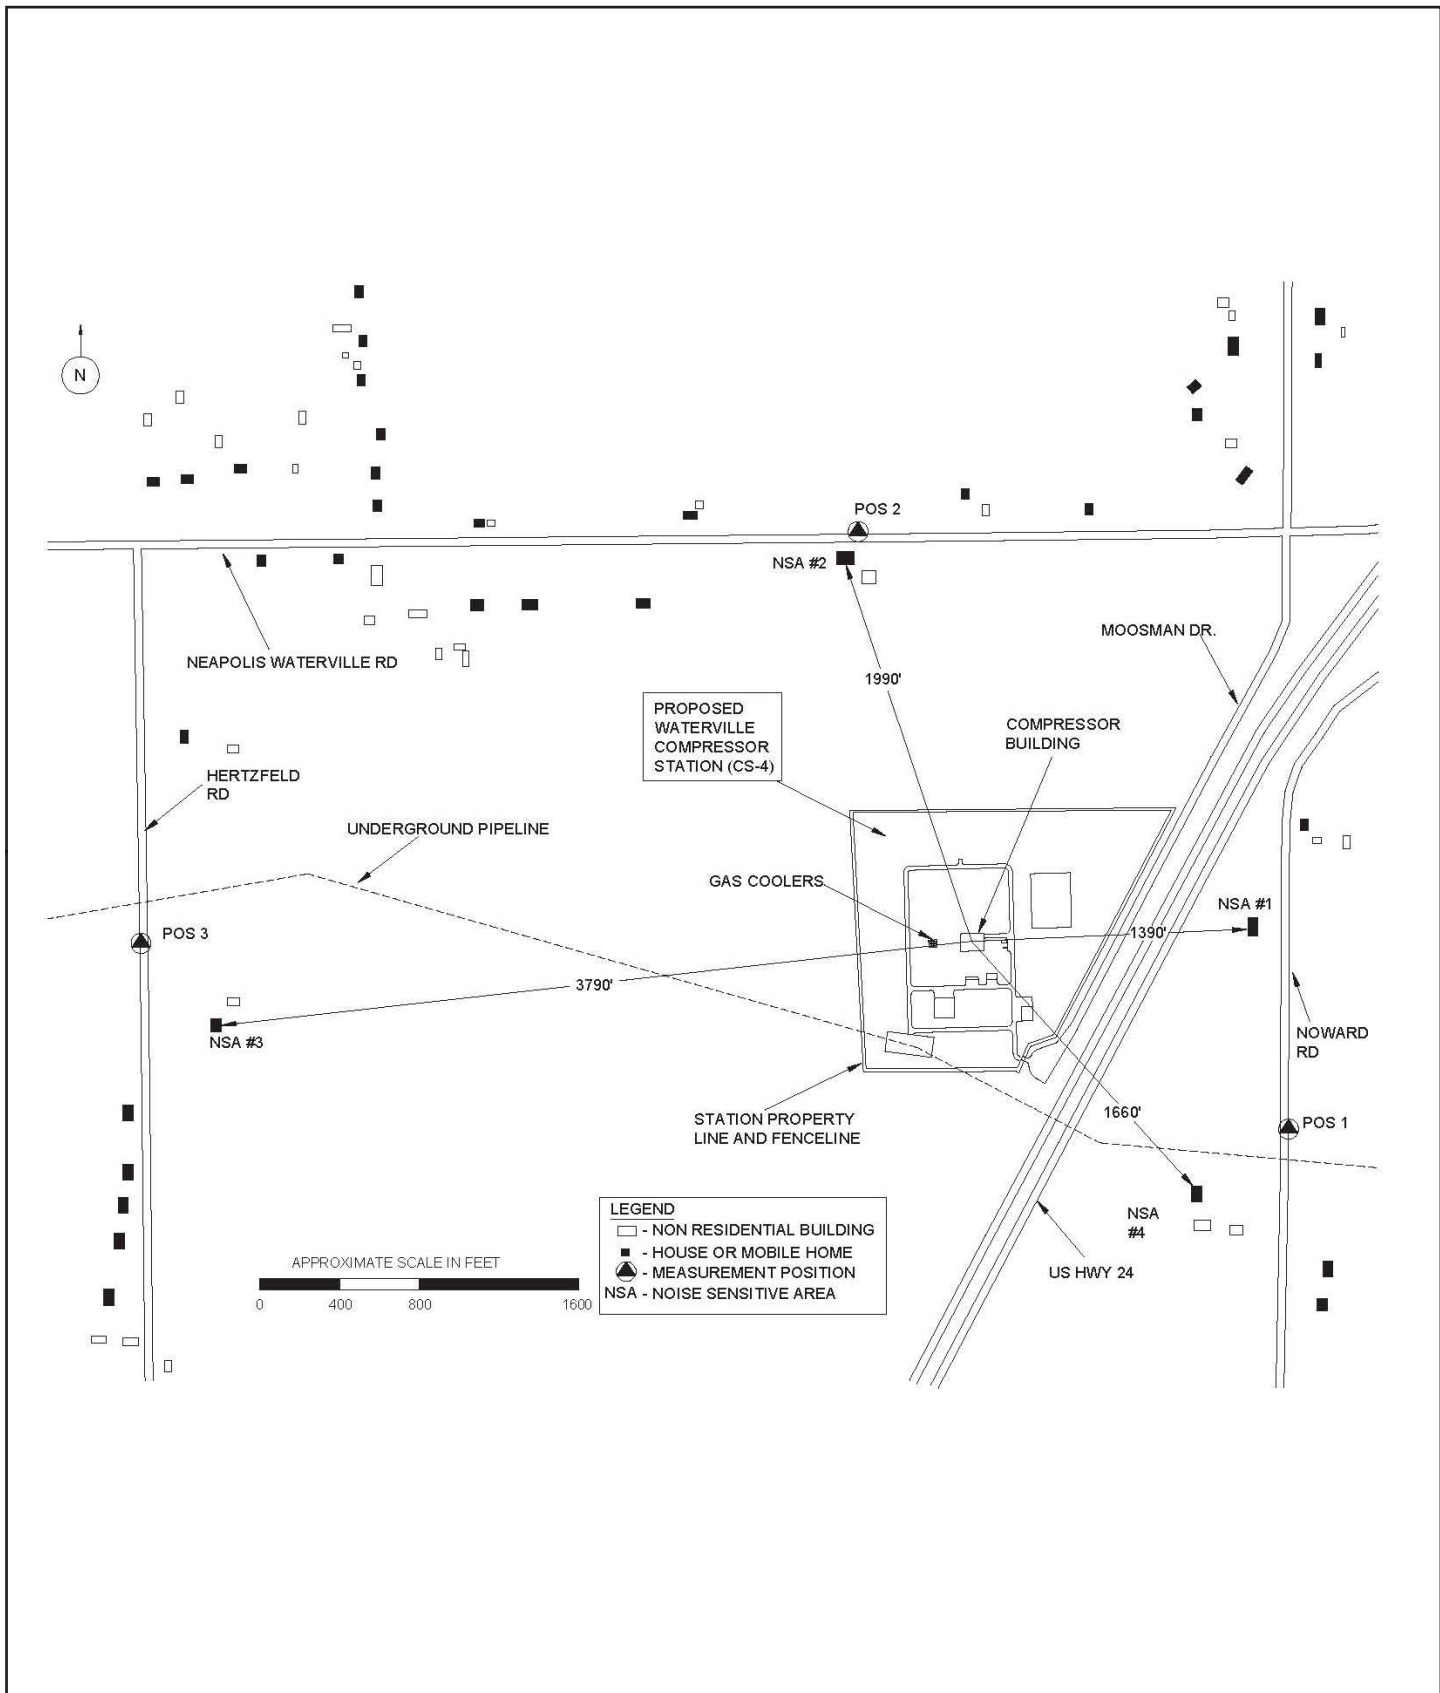 N
POS 2
NSA #2
MOOSMAN DR.
NEAPOLIS WATERVILLE RD
1990'
PROPOSED
WATERVILLE
COMPRESSOR
STATION (CS-4)
COMPRESSOR
BUILDING
HERTZFELD
RD
UNDERGROUND PIPELINE
GAS COOLERS
NSA #1
POS 3
1390'
3790'
NSA #3
NOWARD
RD
STATION PROPERTY
LINE AND FENCELINE
1660'
POS 1
NSA
#4
US HWY 24
LEGEND
- NON RESIDENTIAL BUILDING
- HOUSE OR MOBILE HOME
- MEASUREMENT POSITION
NSA - NOISE SENSITIVE AREA
APPROXIMATE SCALE IN FEET
0 400 800 1600